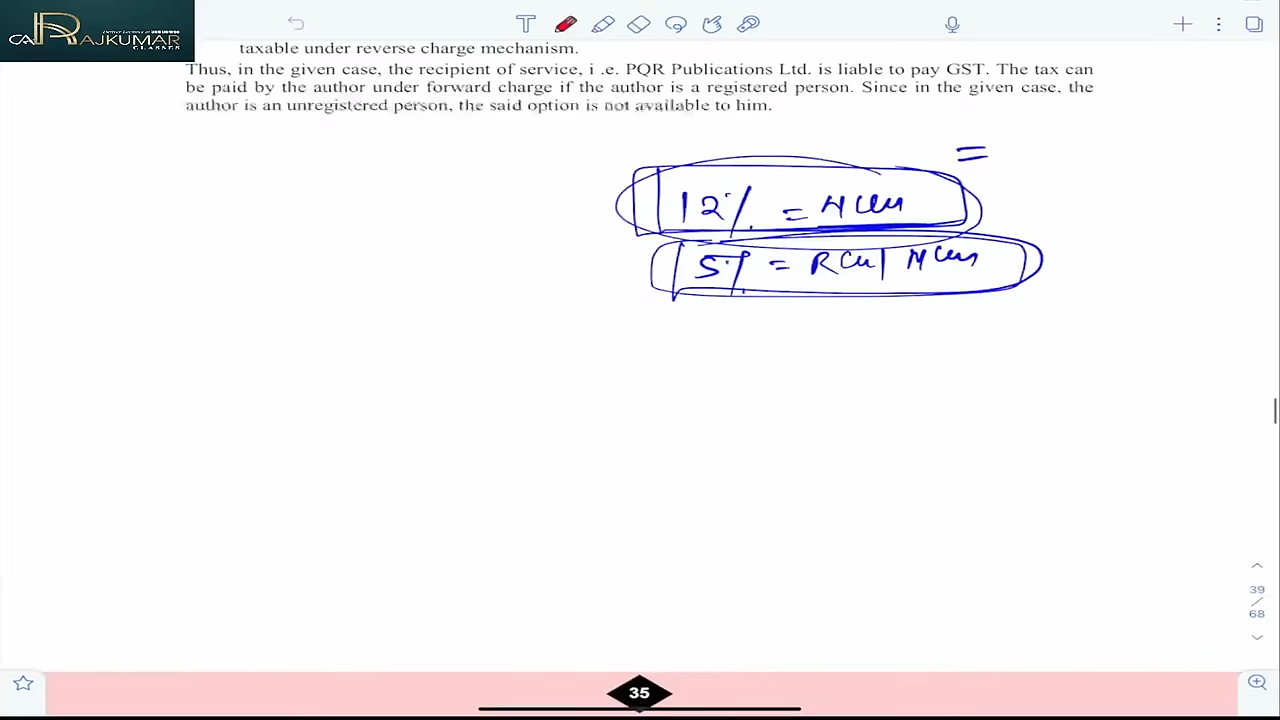 CA RAJKUMAR
CLASSES
taxable under reverse charge mechanism.
Thus, in the given case, the recipient of service, i .e. PQR Publications Ltd. is liable to pay GST. The tax can
be paid by the author under forward charge if the author is a registered person. Since in the given case, the
author is an unregistered person, the said option is not available to him.
=
12% =
5% =
39
/
68
35